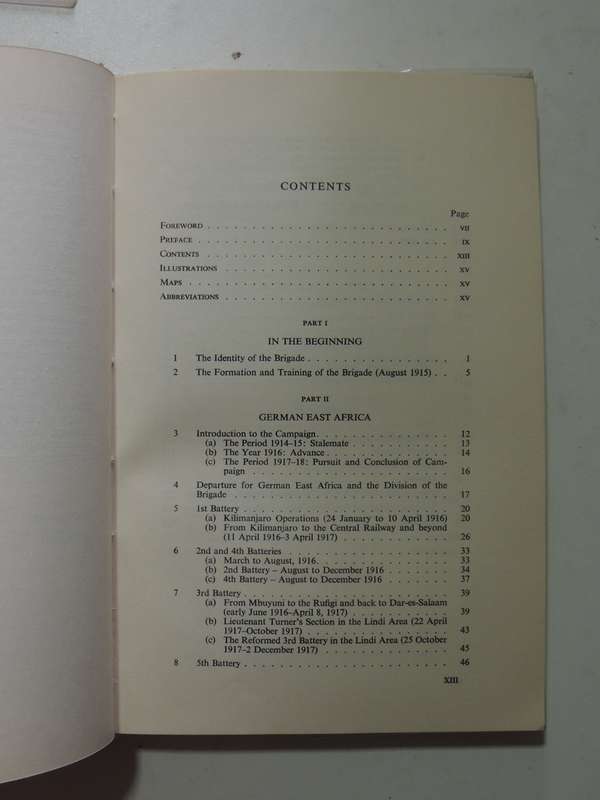 CONTENTS
Page
FOREWORD . . . . . . . . . . . . . . . . . . . . . . . . . . . VII
PREFACE . . . . . . . . . . . . . . . . . . . . . . . . . . . . IX
CONTENTS . . . . . . . . . . . . . . . . . . . . . . . . . . . XIII
ILLUSTRATIONS . . . . . . . . . . . . . . . . . . . . . . . . . XV
MAPS . . . . . . . . . . . . . . . . . . . . . . . . . . . . . XV
ABBREVIATIONS . . . . . . . . . . . . . . . . . . . . . . . . . XV
PART I
IN THE BEGINNING
1 The Identity of the Brigade . . . . . . . . . . . . . . . . 1
2 The Formation and Training of the Brigade (August 1915) . . 5
PART II
GERMAN EAST AFRICA
3 Introduction to the Campaign . . . . . . . . . . . . . . . 12
(a) The Period 1914–15: Stalemate . . . . . . . . . . . 13
(b) The Year 1916: Advance . . . . . . . . . . . . . . 14
(c) The Period 1917–18: Pursuit and Conclusion of Cam-
paign . . . . . . . . . . . . . . . . . . . . . . . 16
4 Departure for German East Africa and the Division of the
Brigade . . . . . . . . . . . . . . . . . . . . . . . . 17
5 1st Battery . . . . . . . . . . . . . . . . . . . . . . . 20
(a) Kilimanjaro Operations (24 January to 10 April 1916) 20
(b) From Kilimanjaro to the Central Railway and beyond
(11 April 1916–3 April 1917) . . . . . . . . . . . . 26
6 2nd and 4th Batteries . . . . . . . . . . . . . . . . . . 33
(a) March to August, 1916 . . . . . . . . . . . . . . . 33
(b) 2nd Battery – August to December 1916 . . . . . . . 34
(c) 4th Battery – August to December 1916 . . . . . . . 37
7 3rd Battery . . . . . . . . . . . . . . . . . . . . . . . 39
(a) From Mbuyuni to the Rufigi and back to Dar-es-Salaam
(early June 1916–April 8, 1917) . . . . . . . . . . . 39
(b) Lieutenant Turner's Section in the Lindi Area (22 April
1917–October 1917) . . . . . . . . . . . . . . . . . 43
(c) The Reformed 3rd Battery in the Lindi Area (25 October
1917–2 December 1917) . . . . . . . . . . . . . . . 45
8 5th Battery . . . . . . . . . . . . . . . . . . . . . . . 46
XIII